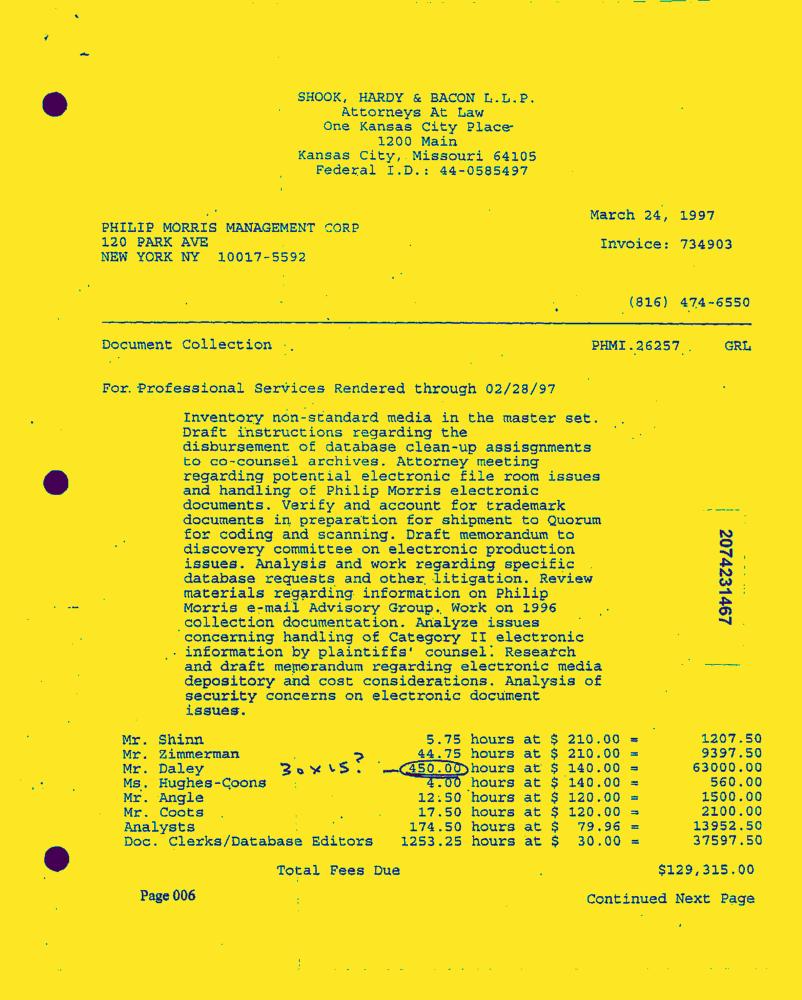 SHOOK, HARDY & BACON L.L.P.
Attorneys At Law
One Kansas City Place
1200 Main
Kansas City, Missouri 64105
Federal I.D.: 44-0585497
March 24, 1997
PHILIP MORRIS MANAGEMENT CORP
120 PARK AVE
Invoice: 734903
NEW YORK NY 10017-5592
(816) 474-6550
Document Collection PHMI.26257 GRL
For Professional Services Rendered through 02/28/97
Inventory non-standard media in the master set.
Draft instructions regarding the
disbursement of database clean-up assisgnments
to co-counsel archives. Attorney meeting
regarding potential electronic file room issues
and handling of Philip Morris electronic
documents. Verify and account for trademark
documents in preparation for shipment to Quorum
for coding and scanning. Draft memorandum to
discovery committee on electronic production
issues. Analysis and work regarding specific
database requests and other litigation. Review
materials regarding information on Philip
Morris e-mail Advisory Group. Work on 1996
collection documentation. Analyze issues
concerning handling of Category II electronic
information by plaintiffs' counsel. Research
and draft memorandum regarding electronic media
depository and cost considerations. Analysis of
security concerns on electronic document
issues.
2074231467
Mr. Shinn 5.75 hours at $ 210.00 = 1207.50
Mr. Zimmerman 44.75 hours at $ 210.00 = 9397.50
Mr. Daley 30x15? - 450.00 hours at $ 140.00 = 63000.00
Ms. Hughes-Coons 4.00 hours at $ 140.00 = 560.00
Mr. Angle 12.50 hours at $ 120.00 = 1500.00
Mr. Coots 17.50 hours at $ 120.00 = 2100.00
Analysts 174.50 hours at $ 79.96 = 13952.50
Doc. Clerks/Database Editors 1253.25 hours at $ 30.00 = 37597.50
Total Fees Due $129,315.00
Page 006
Continued Next Page